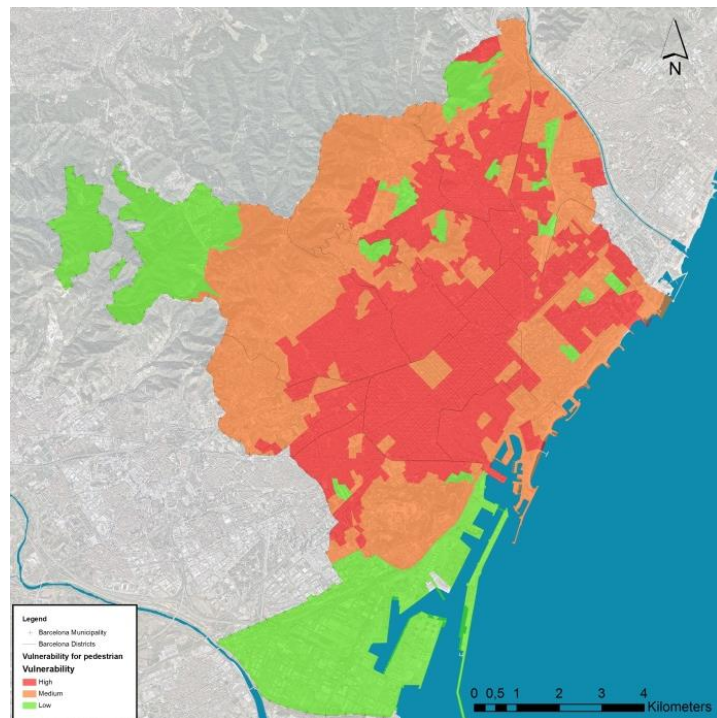 N
Legend
Barcelona Municipality
Barcelona Districts
Vulnerability for pedestrian
Vulnerability
High
Medium
Low
0 0,5 1 2 3 4
Kilometers